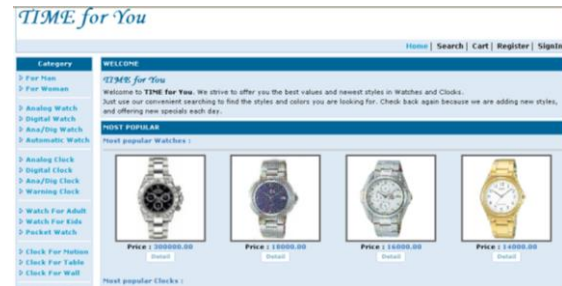 TIME for You
Home | Search | Cart | Register | SignIn
Category
For Man
For Woman
Analog Watch
Digital Watch
Ana/Dig Watch
Automatic Watch
Analog Clock
Digital Clock
Ana/Dig Clock
Warning Clock
Watch For Adult
Watch For Kids
Pocket Watch
Clock For Motion
Clock For Table
Clock For Wall
WELCOME
TIME for You
Welcome to TIME for You. We strive to offer you the best values and newest styles in Watches and Clocks.
Just use our convenient searching to find the styles and colors you are looking for. Check back again because we are adding new styles,
and offering new specials each day.
MOST POPULAR
Most popular Watches :
Price : 300000.00
Detail
Price : 18000.00
Detail
Price : 16000.00
Detail
Price : 14000.00
Detail
Most popular Clocks :